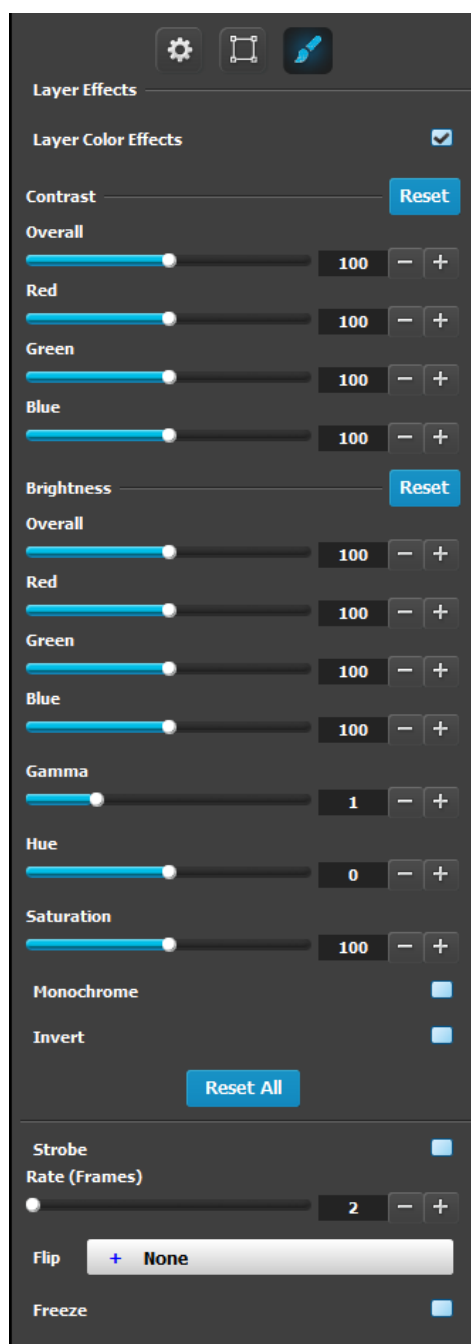 Layer Effects
Layer Color Effects
Contrast Reset
Overall
100 − +
Red
100 − +
Green
100 − +
Blue
100 − +
Brightness Reset
Overall
100 − +
Red
100 − +
Green
100 − +
Blue
100 − +
Gamma
1 − +
Hue
0 − +
Saturation
100 − +
Monochrome
Invert
Reset All
Strobe
Rate (Frames)
2 − +
Flip + None
Freeze